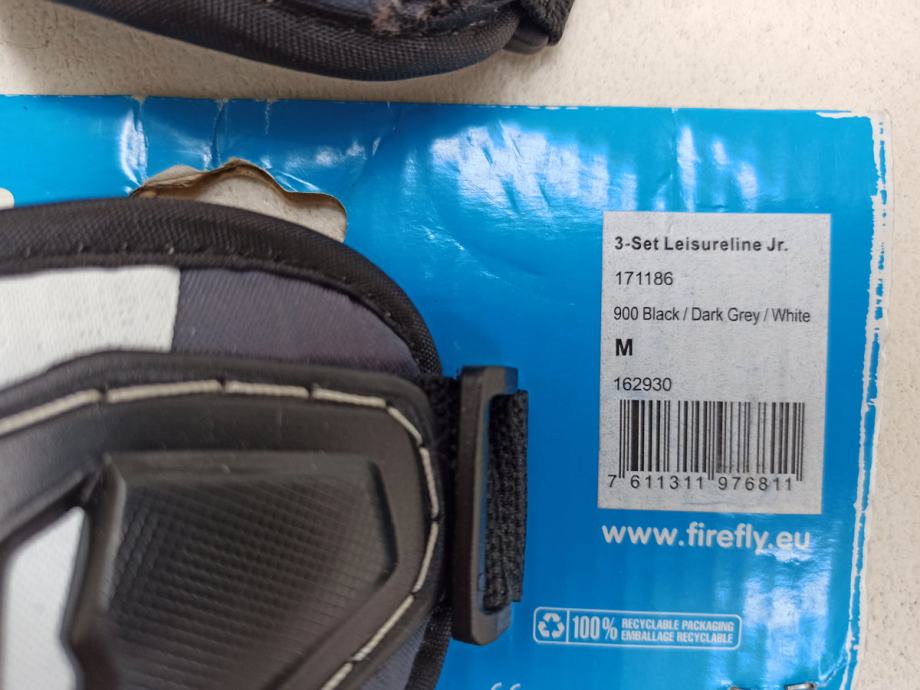 3-Set Leisureline Jr.
171186
900 Black / Dark Grey / White
M
162930
7 611311 976811
www.firefly.eu
100% RECYCLABLE PACKAGING
EMBALLAGE RECYCLABLE